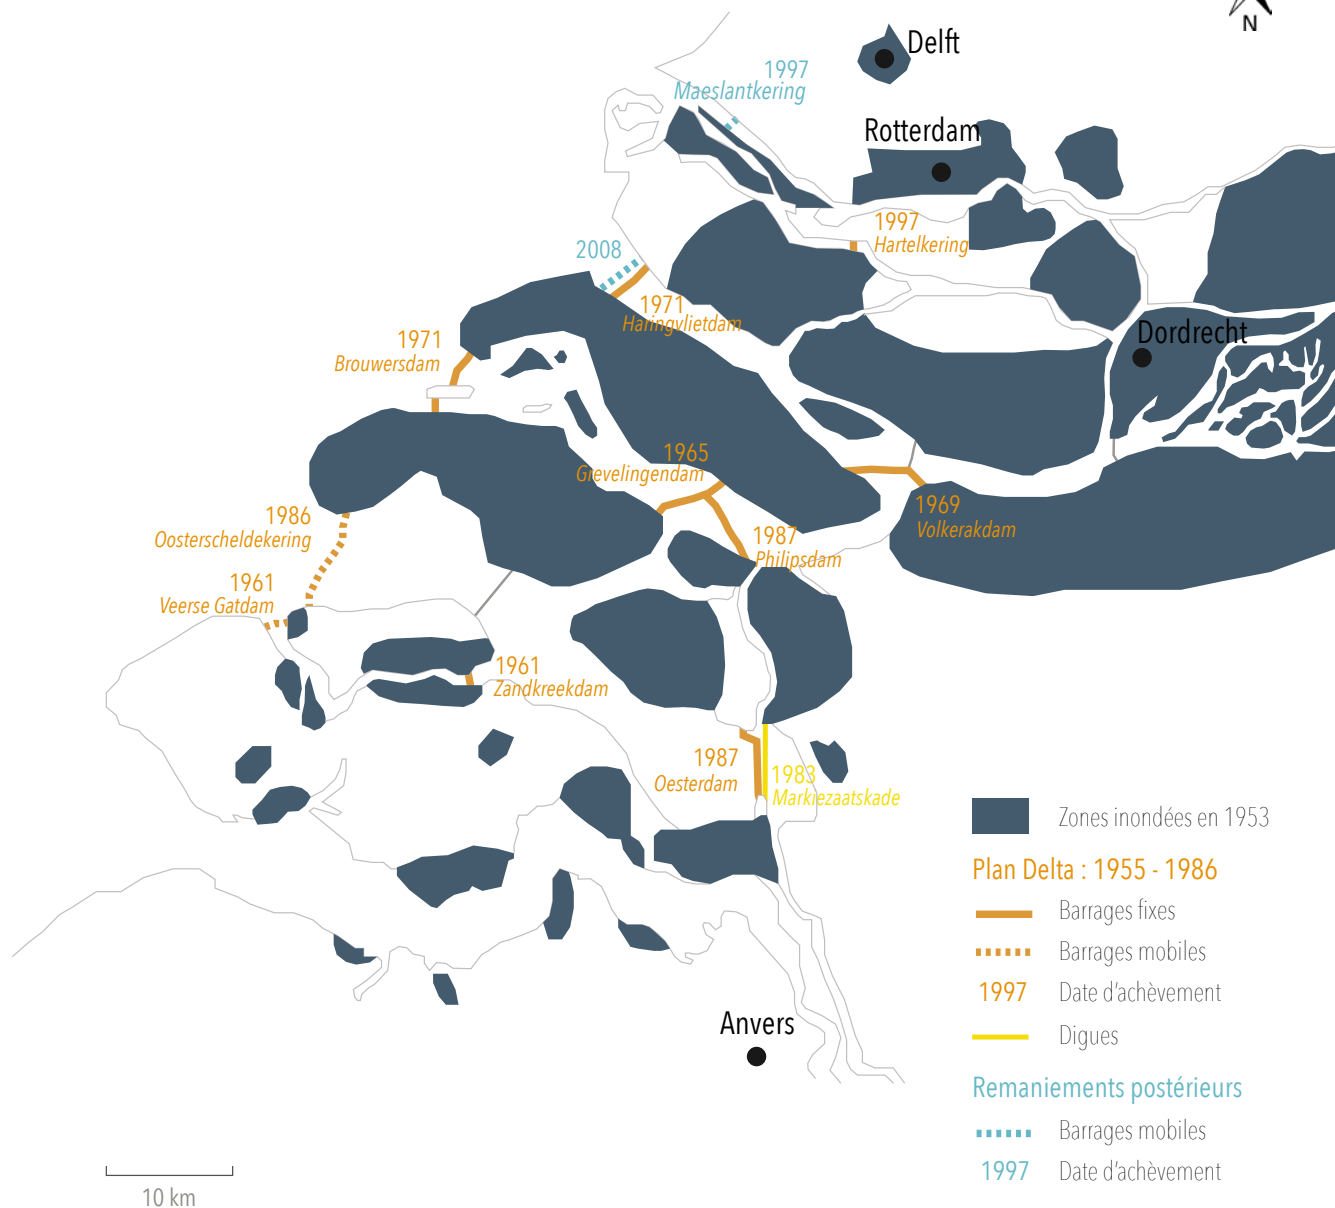 N
Delft
1997
Maeslantkering
Rotterdam
1997
Hartelkering
2008
1971
Haringvlietdam
1971
Brouwersdam
Dordrecht
1965
Grevelingendam
1969
Volkerakdam
1986
Oosterscheldekering
1987
Philipsdam
1961
Veerse Gatdam
1961
Zandkreekdam
1987
Oesterdam
1983
Markiezaatskade
Anvers
Zones inondées en 1953
Plan Delta : 1955 - 1986
Barrages fixes
Barrages mobiles
1997 Date d'achèvement
Digues
Remaniements postérieurs
Barrages mobiles
1997 Date d'achèvement
10 km